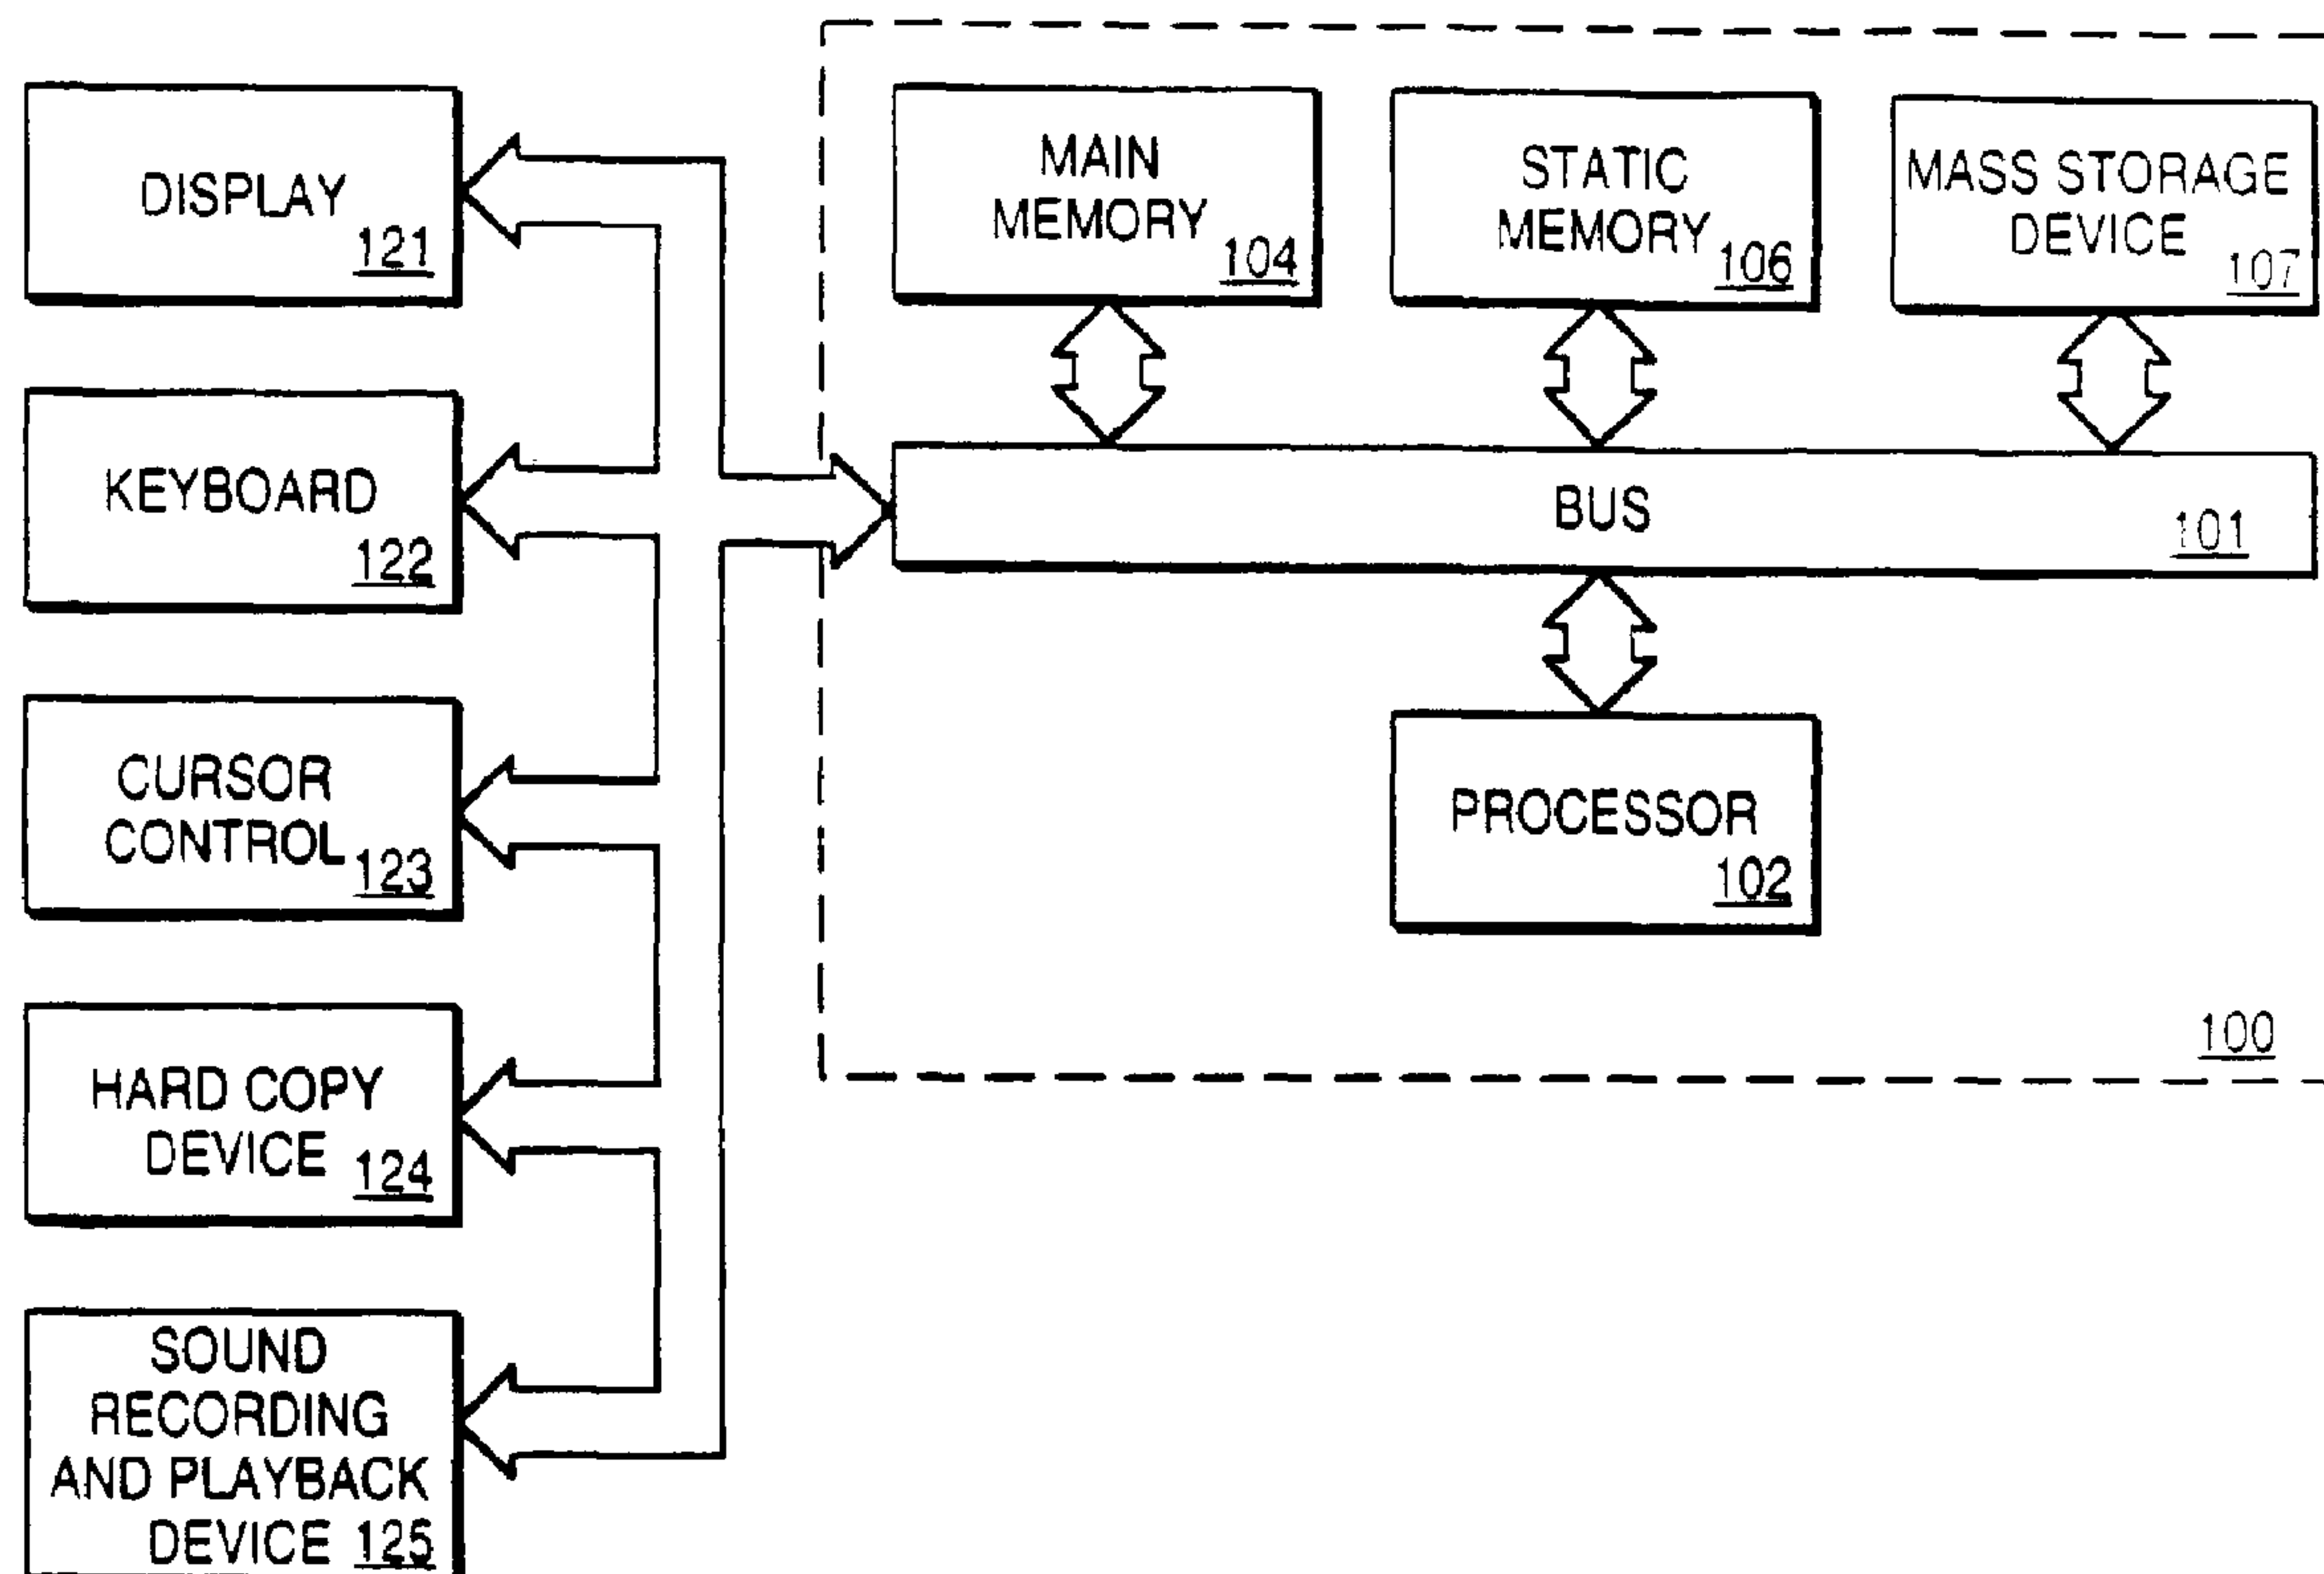 DISPLAY
121
KEYBOARD
122
CURSOR
CONTROL 123
HARD COPY
DEVICE 124
SOUND
RECORDING
AND PLAYBACK
DEVICE 125
MAIN
MEMORY
104
STATIC
MEMORY 106
MASS STORAGE
DEVICE
107
BUS
101
PROCESSOR
102
100